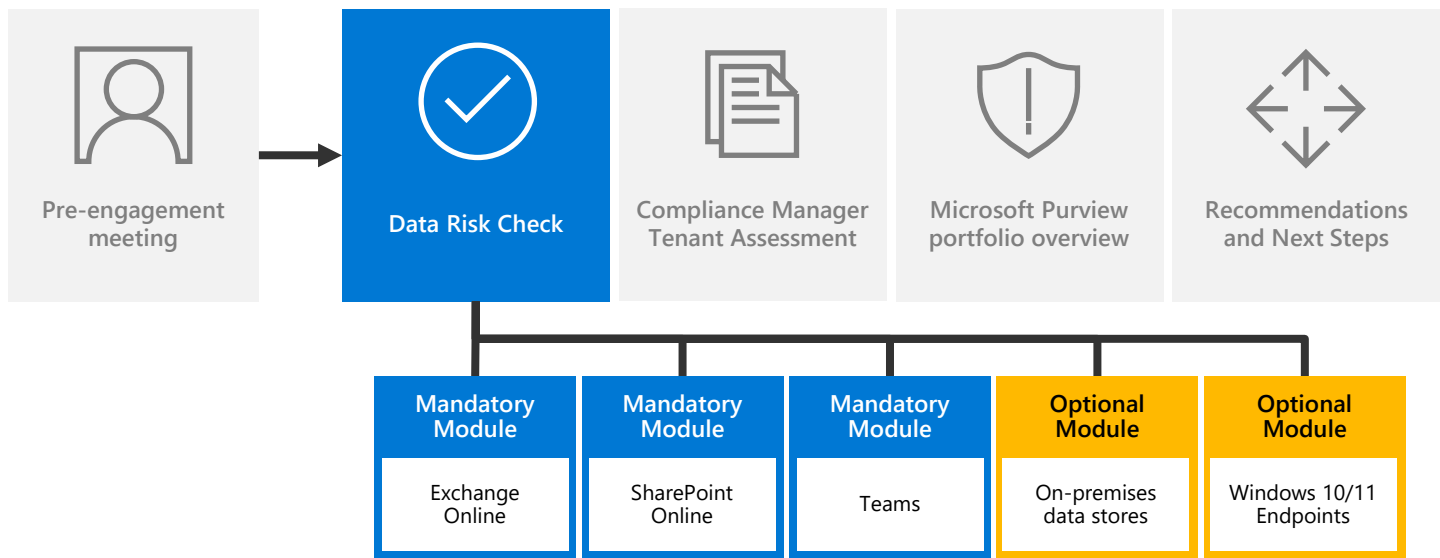 Pre-engagement
meeting
Data Risk Check
Compliance Manager
Tenant Assessment
Microsoft Purview
portfolio overview
Recommendations
and Next Steps
Mandatory
Module
Exchange
Online
Mandatory
Module
SharePoint
Online
Mandatory
Module
Teams
Optional
Module
On-premises
data stores
Optional
Module
Windows 10/11
Endpoints